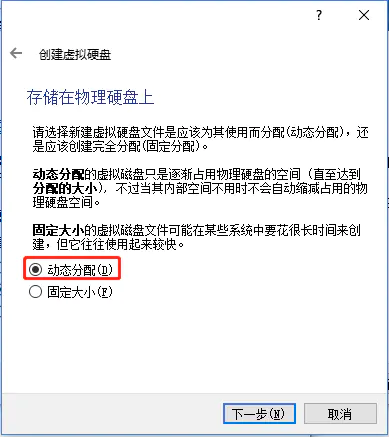 ?
创建虚拟硬盘
存储在物理硬盘上
请选择新建虚拟硬盘文件是应该为其使用而分配(动态分配)，还
是应该创建完全分配(固定分配)。
动态分配的虚拟磁盘只是逐渐占用物理硬盘的空间（直至达到
分配的大小），不过当其内部空间不用时不会自动缩减占用的物
理硬盘空间。
固定大小的虚拟磁盘文件可能在某些系统中要花很长时间来创
建，但它往往使用起来较快。
动态分配(D)
固定大小(F)
下一步(N)
取消